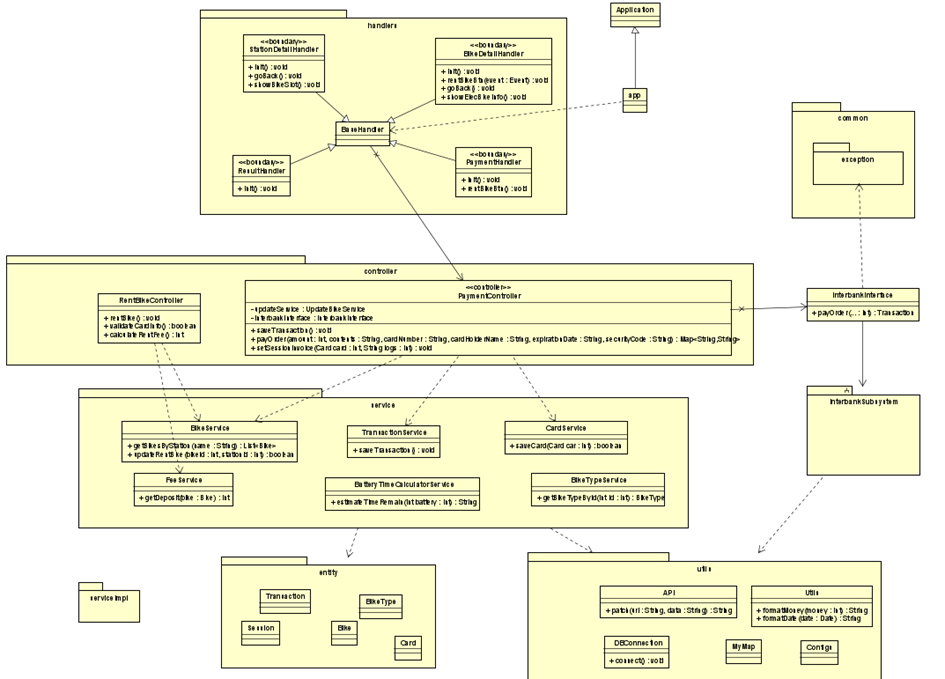 Application
handlers
<<boundary>>
StationDetailHandler
+ init() : void
+ goBack() : void
+ showBikeSlot() : void
<<boundary>>
BikeDetailHandler
+ init() : void
+ rentBikeBtn(event : Event) : void
+ goBack() : void
+ showElecBikeInfo() : void
app
BaseHandler
<<boundary>>
ResultHandler
+ init() : void
<<boundary>>
PaymentHandler
+ init() : void
+ rentBikeBtn() : void
common
exception
controller
RentBikeController
+ rentBike() : void
+ validateCardInfo() : boolean
+ calculateRentFee() : int
<<controller>>
PaymentController
- updateService : UpdateBikeService
- interbankInterface : InterbankInterface
+ saveTransaction() : void
+ payOrder(amount : int, contents : String, cardNumber : String, cardHolderName : String, expirationDate : String, securityCode : String) : Map<String,String>
+ setSessionInvoice(Card card : int, String logs : int) : void
InterbankInterface
+ payOrder(... : int) : Transaction
InterbankSubsystem
service
BikeService
+ getBikesByStation(name : String) : List<Bike>
+ updateRentBike(bikeId : int, stationId : int) : boolean
TransactionService
+ saveTransaction() : void
CardService
+ saveCard(Card car : int) : boolean
FeeService
+ getDeposit(bike : Bike) : int
BatteryTimeCalculatorService
+ estimateTimeRemain(int battery : int) : String
BikeTypeService
+ getBikeTypeById(int id : int) : BikeType
serviceImpl
entity
Transaction
BikeType
Session
Bike
Card
utils
API
+ patch(url : String, data : String) : String
Utils
+ formatMoney(money : int) : String
+ formatDate(date : Date) : String
DBConnection
+ connect() : void
MyMap
Configs